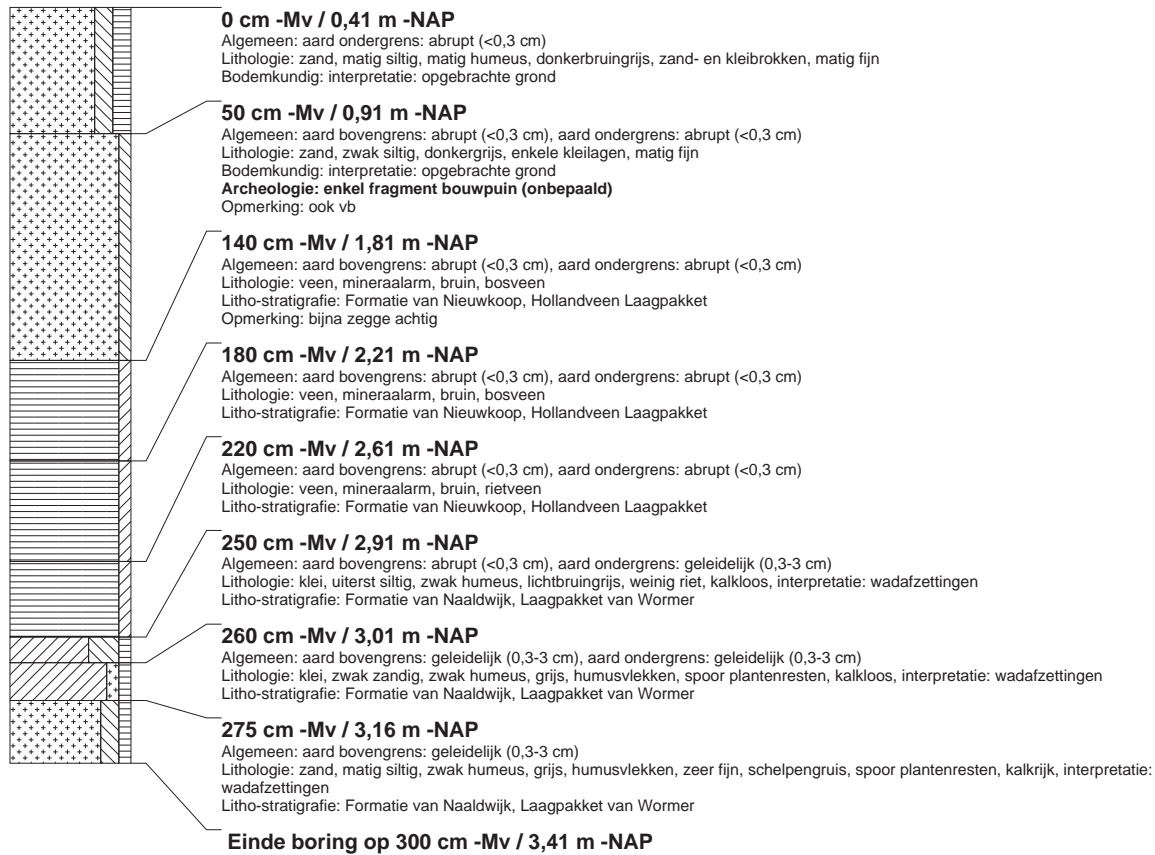 0 cm -Mv / 0,41 m -NAP
Algemeen: aard ondergrens: abrupt (<0,3 cm)
Lithologie: zand, matig siltig, matig humeus, donkerbruingrijs, zand- en kleibrokken, matig fijn
Bodemkundig: interpretatie: opgebrachte grond
50 cm -Mv / 0,91 m -NAP
Algemeen: aard bovengrens: abrupt (<0,3 cm), aard ondergrens: abrupt (<0,3 cm)
Lithologie: zand, zwak siltig, donkergrijs, enkele kleilagen, matig fijn
Bodemkundig: interpretatie: opgebrachte grond
Archeologie: enkel fragment bouwpuin (onbepaald)
Opmerking: ook vb
140 cm -Mv / 1,81 m -NAP
Algemeen: aard bovengrens: abrupt (<0,3 cm), aard ondergrens: abrupt (<0,3 cm)
Lithologie: veen, mineraalarm, bruin, bosveen
Litho-stratigrafie: Formatie van Nieuwkoop, Hollandveen Laagpakket
Opmerking: bijna zegge achtig
180 cm -Mv / 2,21 m -NAP
Algemeen: aard bovengrens: abrupt (<0,3 cm), aard ondergrens: abrupt (<0,3 cm)
Lithologie: veen, mineraalarm, bruin, bosveen
Litho-stratigrafie: Formatie van Nieuwkoop, Hollandveen Laagpakket
220 cm -Mv / 2,61 m -NAP
Algemeen: aard bovengrens: abrupt (<0,3 cm), aard ondergrens: abrupt (<0,3 cm)
Lithologie: veen, mineraalarm, bruin, rietveen
Litho-stratigrafie: Formatie van Nieuwkoop, Hollandveen Laagpakket
250 cm -Mv / 2,91 m -NAP
Algemeen: aard bovengrens: abrupt (<0,3 cm), aard ondergrens: geleidelijk (0,3-3 cm)
Lithologie: klei, uiterst siltig, zwak humeus, lichtbruingrijs, weinig riet, kalkloos, interpretatie: wadafzettingen
Litho-stratigrafie: Formatie van Naaldwijk, Laagpakket van Wormer
260 cm -Mv / 3,01 m -NAP
Algemeen: aard bovengrens: geleidelijk (0,3-3 cm), aard ondergrens: geleidelijk (0,3-3 cm)
Lithologie: klei, zwak zandig, zwak humeus, grijs, humusvlekken, spoor plantenresten, kalkloos, interpretatie: wadafzettingen
Litho-stratigrafie: Formatie van Naaldwijk, Laagpakket van Wormer
275 cm -Mv / 3,16 m -NAP
Algemeen: aard bovengrens: geleidelijk (0,3-3 cm)
Lithologie: zand, matig siltig, zwak humeus, grijs, humusvlekken, zeer fijn, schelpengruis, spoor plantenresten, kalkrijk, interpretatie:
wadafzettingen
Litho-stratigrafie: Formatie van Naaldwijk, Laagpakket van Wormer
Einde boring op 300 cm -Mv / 3,41 m -NAP